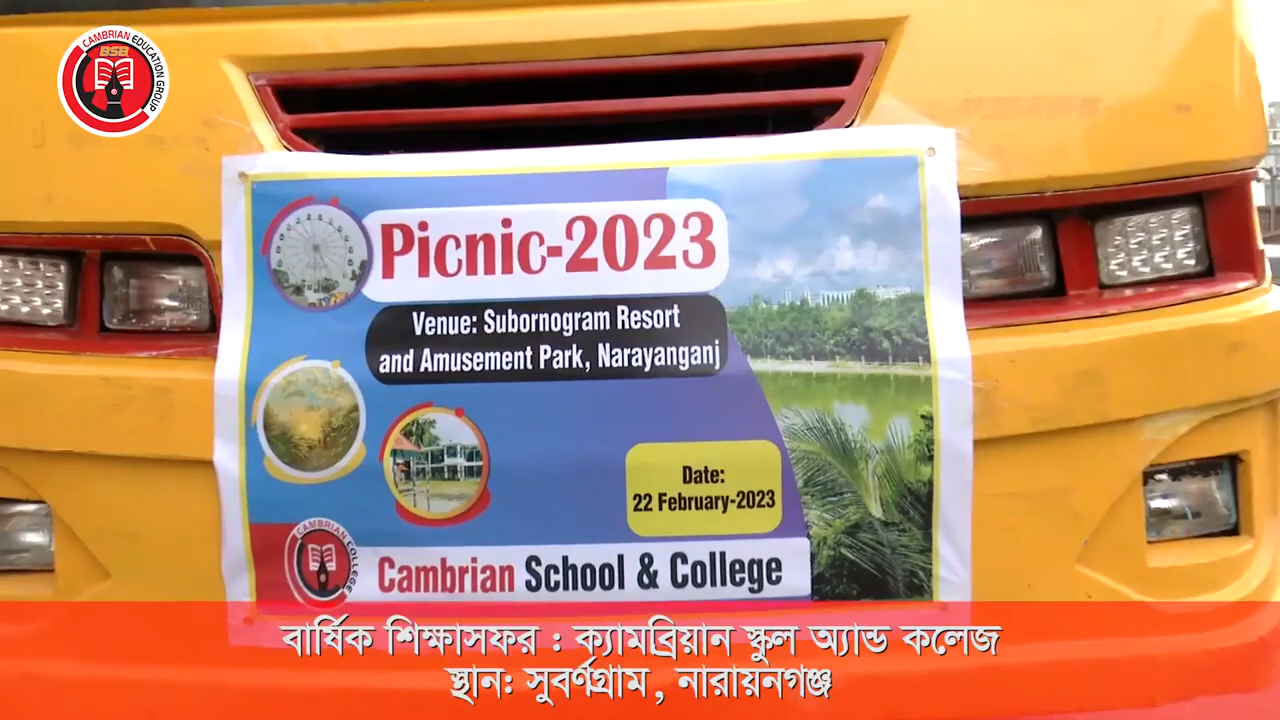 CAMBRIAN EDUCATION GROUP
BSB
Picnic-2023
Venue: Subornogram Resort
and Amusement Park, Narayanganj
Date:
22 February-2023
CAMBRIAN COLLEGE
Cambrian School & College
বার্ষিক শিক্ষাসফর : ক্যামব্রিয়ান স্কুল অ্যান্ড কলেজ
স্থান: সুবর্ণগ্রাম, নারায়নগঞ্জ